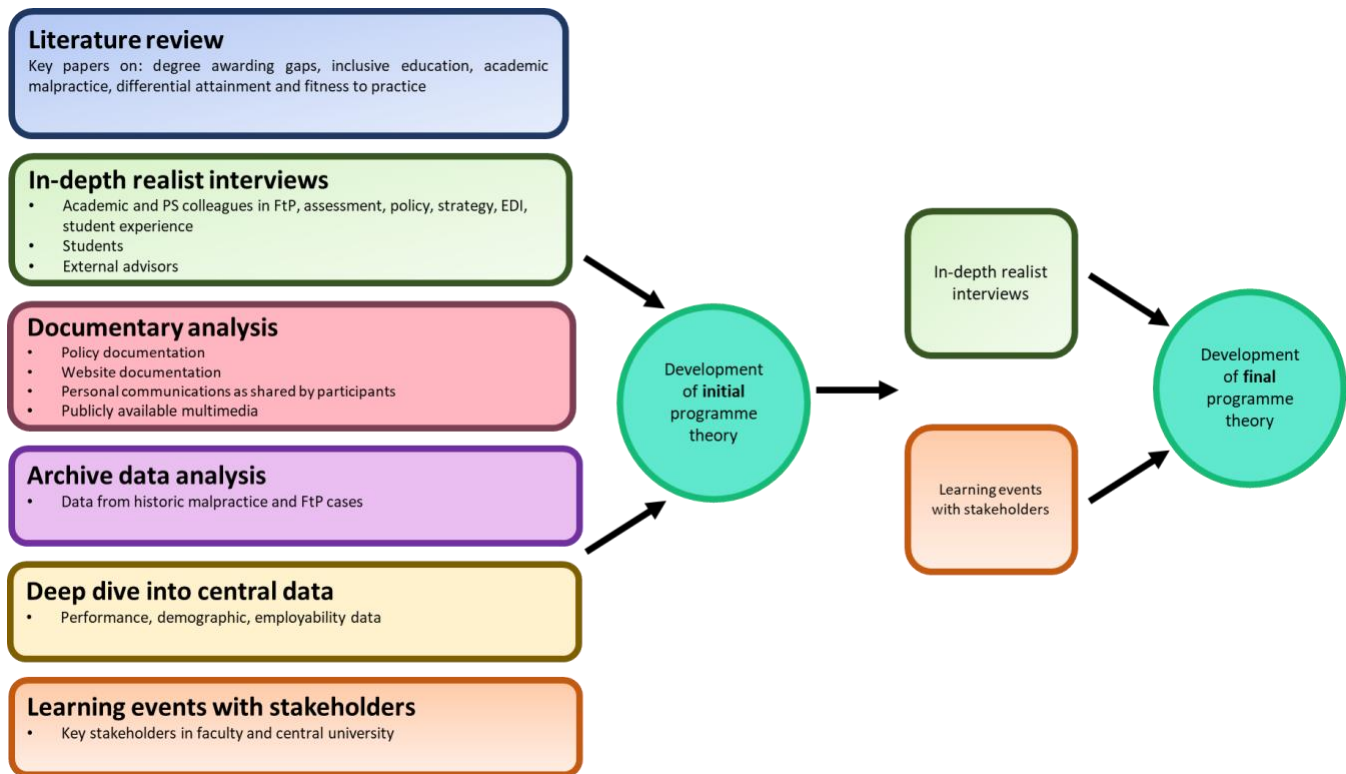 Literature review
Key papers on: degree awarding gaps, inclusive education, academic
malpractice, differential attainment and fitness to practice
In-depth realist interviews
• Academic and PS colleagues in FtP, assessment, policy, strategy, EDI,
student experience
• Students
• External advisors
Documentary analysis
• Policy documentation
• Website documentation
• Personal communications as shared by participants
• Publicly available multimedia
Archive data analysis
• Data from historic malpractice and FtP cases
Deep dive into central data
• Performance, demographic, employability data
Learning events with stakeholders
• Key stakeholders in faculty and central university
Development
of initial
programme
theory
In-depth realist
interviews
Learning events
with stakeholders
Development
of final
programme
theory